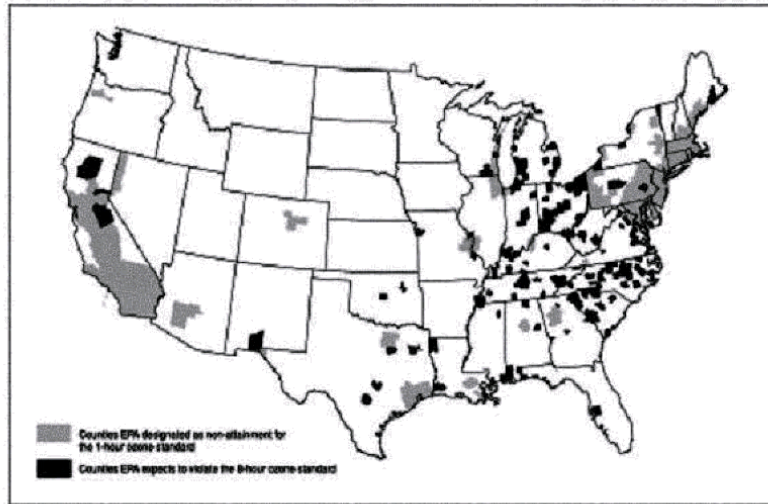 Counties EPA designated as non-attainment for
the 1-hour ozone standard
Counties EPA expects to violate the 8-hour ozone standard